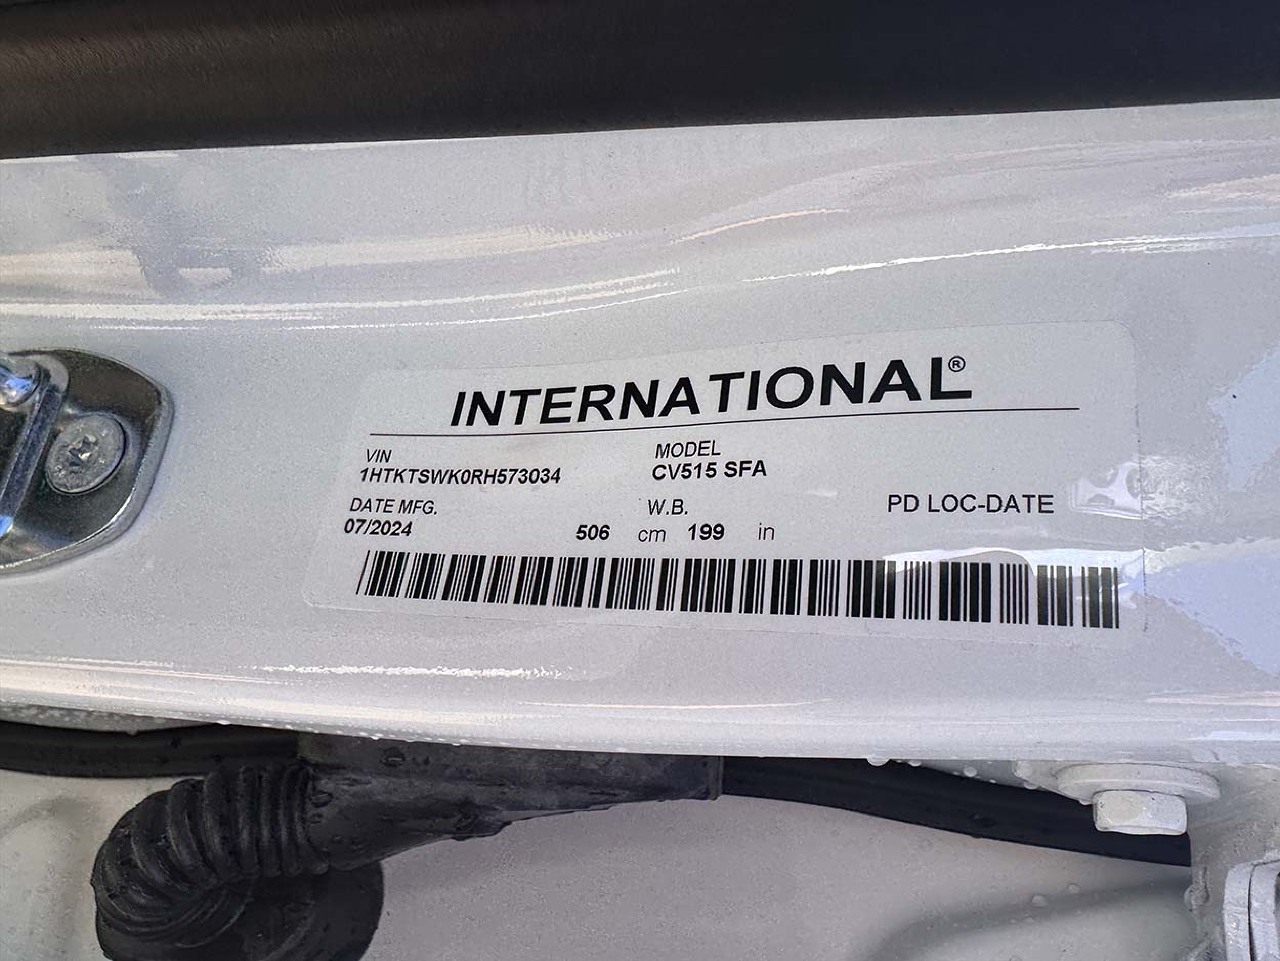 INTERNATIONAL®
VIN MODEL
1HTKTSWK0RH573034 CV515 SFA
DATE MFG. W.B. PD LOC-DATE
07/2024 506 cm 199 in